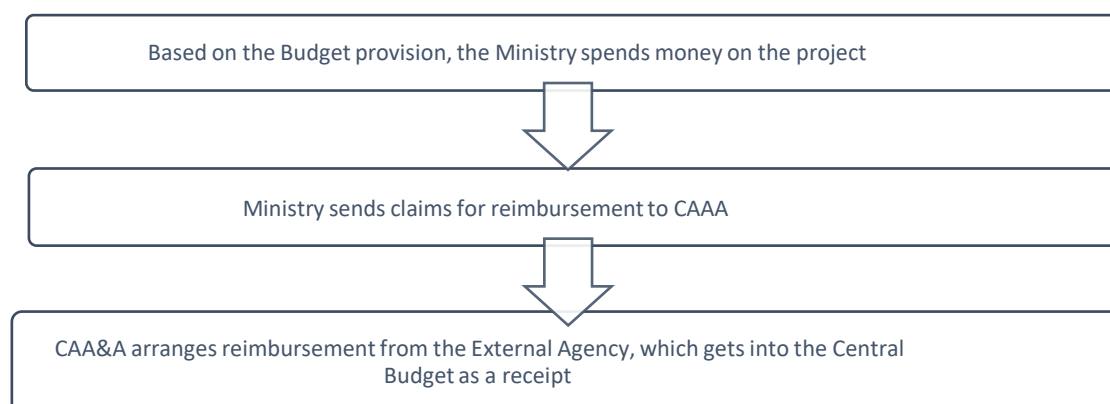 Based on the Budget provision, the Ministry spends money on the project
Ministry sends claims for reimbursement to CAAA
CAA&A arranges reimbursement from the External Agency, which gets into the Central
Budget as a receipt